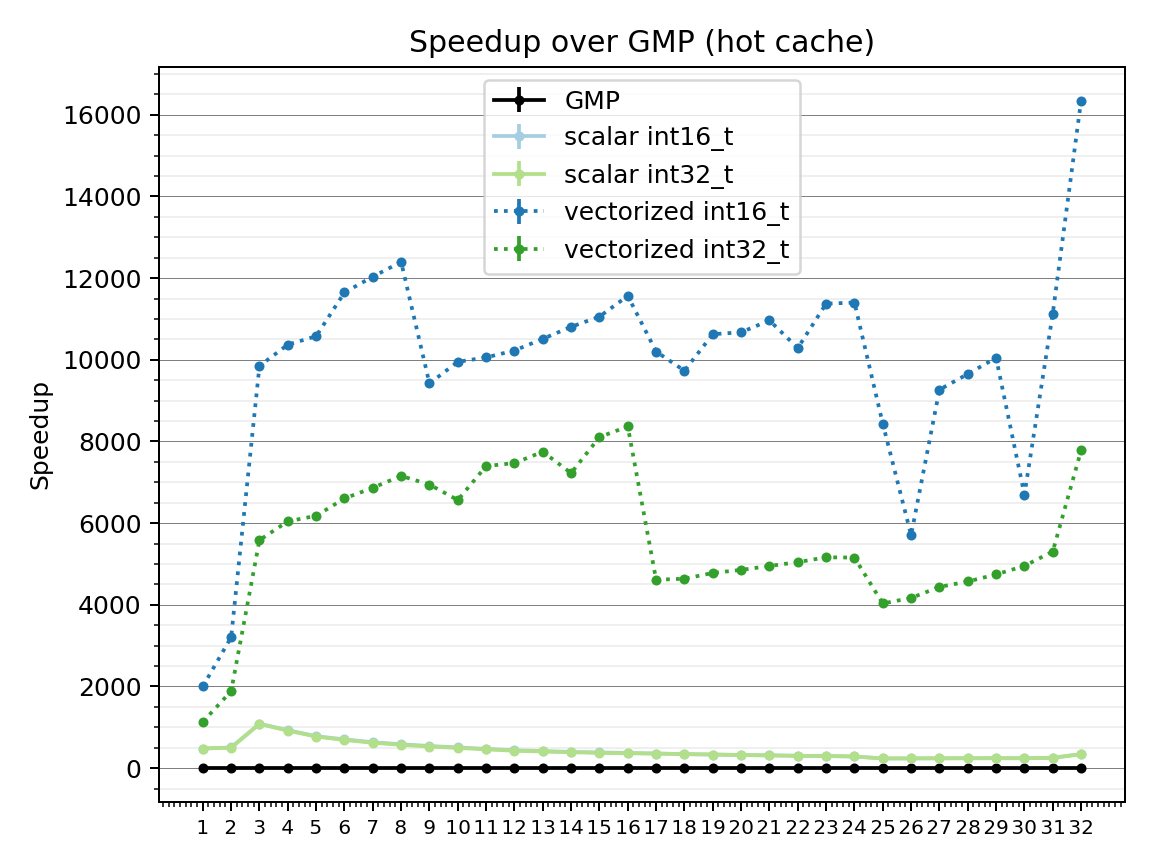 Speedup over GMP (hot cache)
GMP
scalar int16_t
scalar int32_t
vectorized int16_t
vectorized int32_t
Speedup
16000
14000
12000
10000
8000
6000
4000
2000
0
1 2 3 4 5 6 7 8 9 10 11 12 13 14 15 16 17 18 19 20 21 22 23 24 25 26 27 28 29 30 31 32